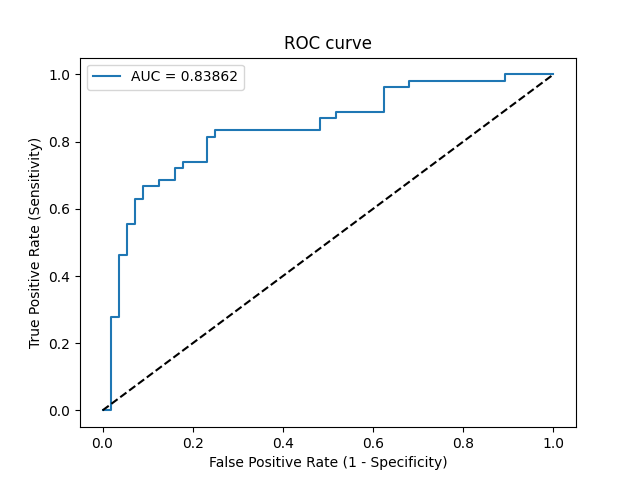 ROC curve
AUC = 0.83862
True Positive Rate (Sensitivity)
1.0
0.8
0.6
0.4
0.2
0.0
0.0 0.2 0.4 0.6 0.8 1.0
False Positive Rate (1 - Specificity)